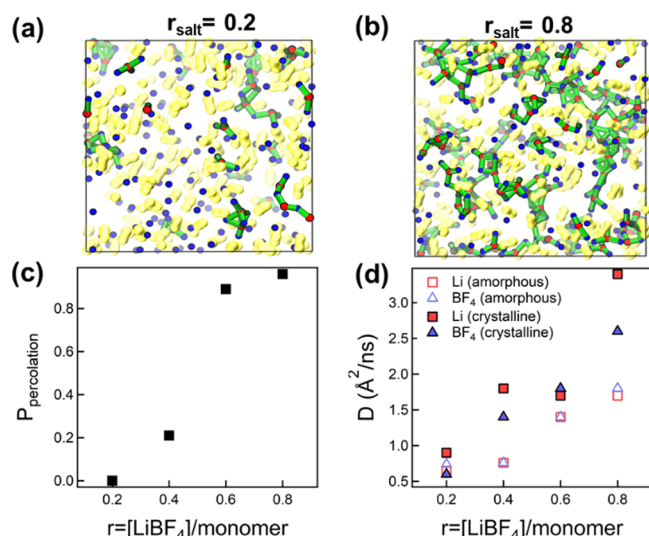 (a)
r_salt= 0.2
(b)
r_salt= 0.8
(c)
P_percolation
0.8
0.6
0.4
0.2
0.0
0.2 0.4 0.6 0.8
r=[LiBF₄]/monomer
(d)
Li (amorphous)
BF₄ (amorphous)
Li (crystalline)
BF₄ (crystalline)
D (Å²/ns)
3.0
2.5
2.0
1.5
1.0
0.5
0.2 0.4 0.6 0.8
r=[LiBF₄]/monomer